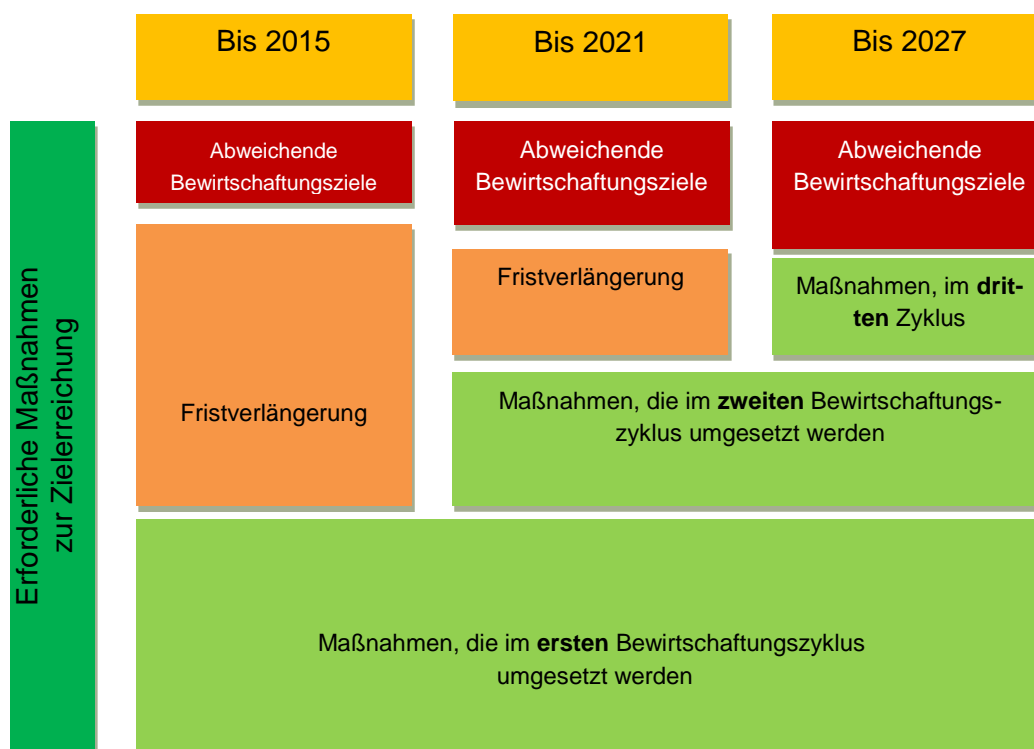 Bis 2015
Bis 2021
Bis 2027
Erforderliche Maßnahmen
zur Zielerreichung
Abweichende
Bewirtschaftungsziele
Abweichende
Bewirtschaftungsziele
Abweichende
Bewirtschaftungsziele
Fristverlängerung
Fristverlängerung
Maßnahmen, im drit-
ten Zyklus
Maßnahmen, die im zweiten Bewirtschaftungs-
zyklus umgesetzt werden
Maßnahmen, die im ersten Bewirtschaftungszyklus
umgesetzt werden